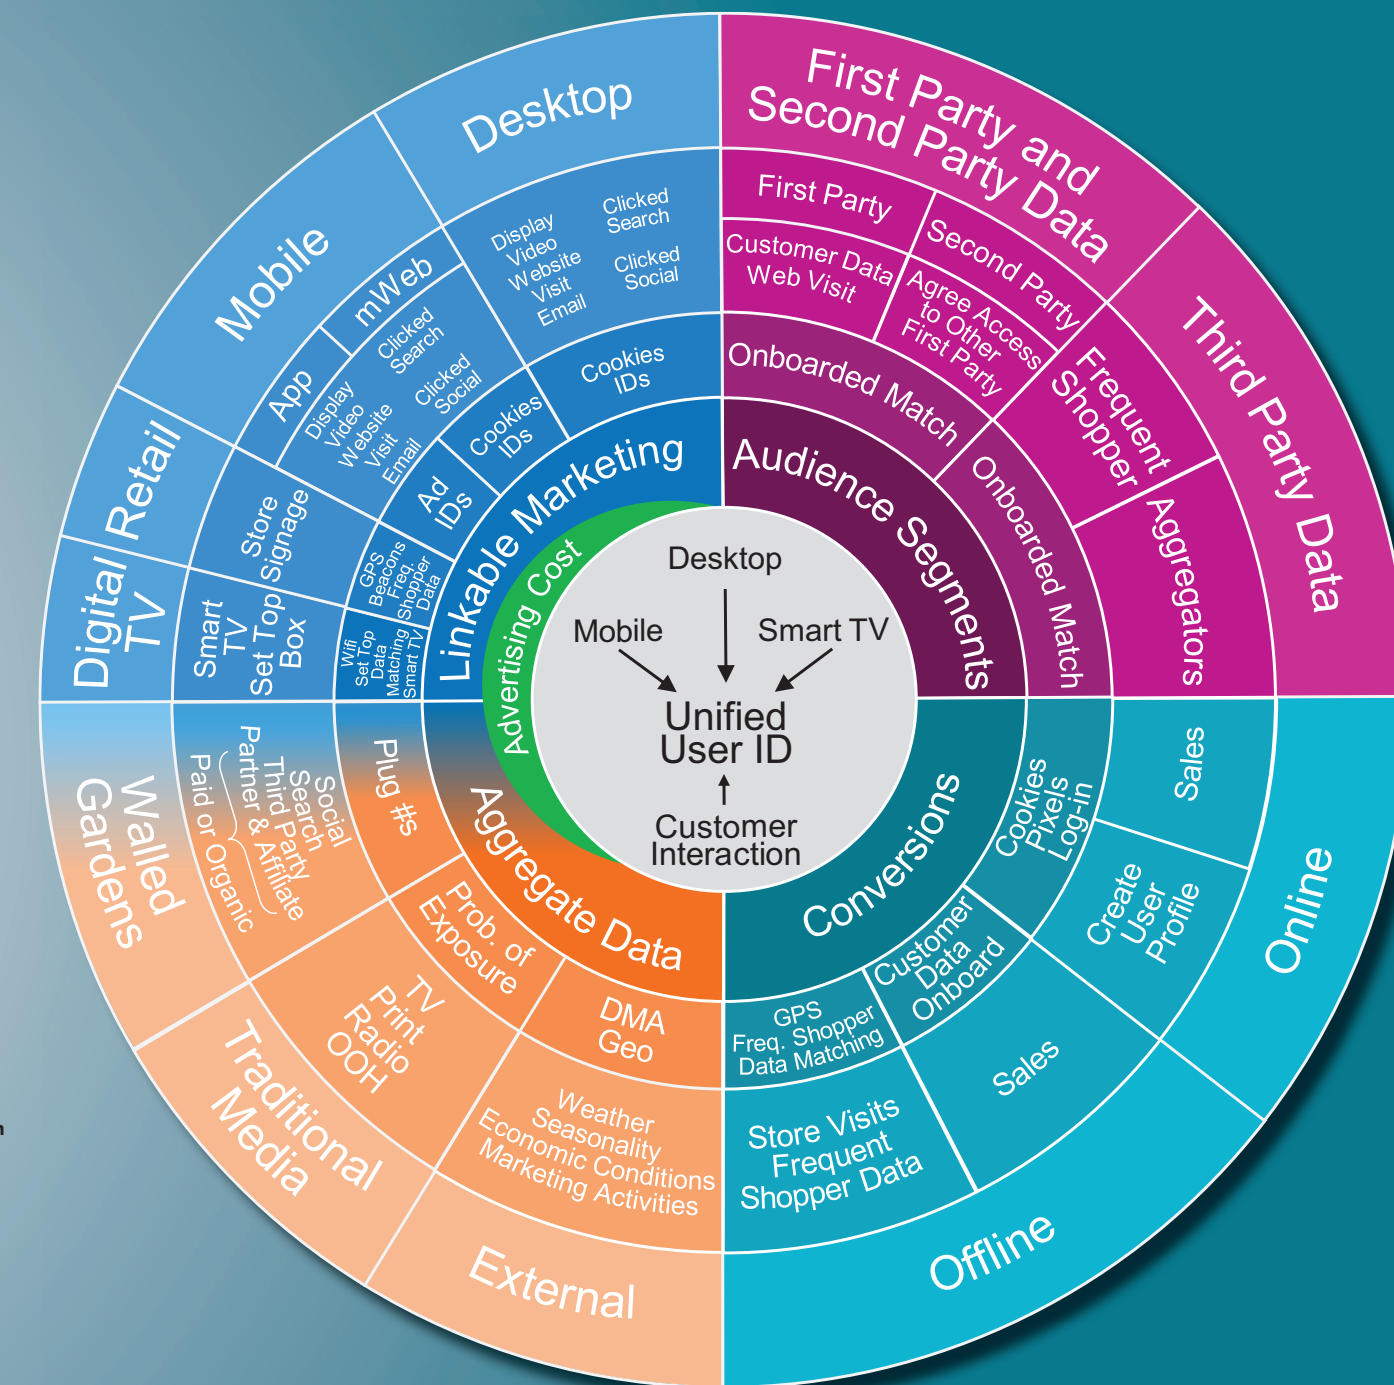 Desktop
Display
Video
Website
Visit
Email
Clicked
Search
Clicked
Social
Cookies
IDs
Mobile
App
mWeb
Display
Video
Website
Visit
Email
Clicked
Search
Clicked
Social
Ad
IDs
Cookies
IDs
Retail
Store
Signage
GPS
Beacons
Freq.
Shopper
Data
Digital
TV
Smart
TV
Set Top
Box
Wifi
Set Top
Data
Matching
Smart TV
Linkable Marketing
Advertising Cost
First Party and
Second Party Data
First Party
Second Party
Customer Data
Web Visit
Agree Access
to Other
First Party
Onboarded Match
Third Party Data
Frequent
Shopper
Aggregators
Onboarded Match
Audience Segments
Desktop
Mobile
Smart TV
Unified
User ID
Customer
Interaction
Walled
Gardens
Social
Search
Third Party
Partner & Affiliate
Paid or Organic
Plug #s
Traditional
Media
TV
Print
Radio
OOH
Prob. of
Exposure
External
Weather
Seasonality
Economic Conditions
Marketing Activities
DMA
Geo
Aggregate Data
Conversions
Cookies
Pixels
Log-in
Sales
Create
User
Profile
Online
Customer
Data
Onboard
Sales
GPS
Freq. Shopper
Data Matching
Store Visits
Frequent
Shopper Data
Offline